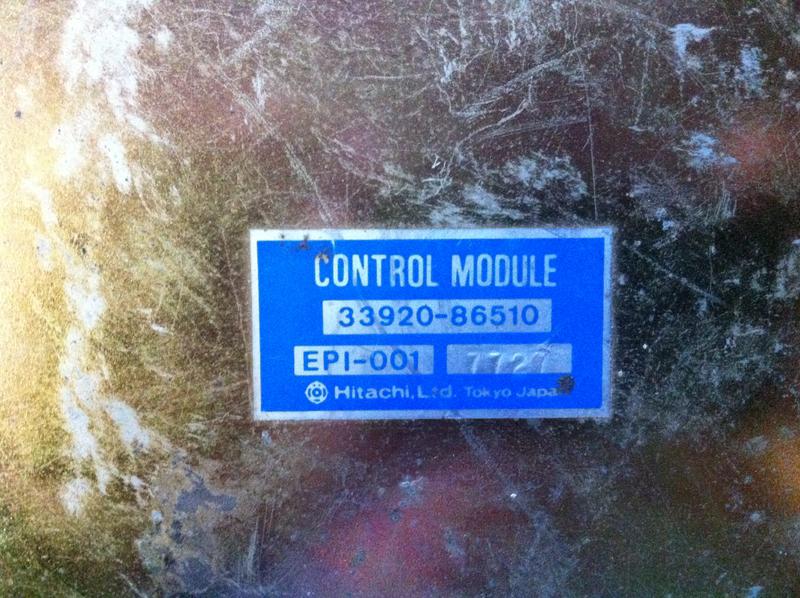 CONTROL MODULE
33920-86510
EPI-001 7727
Hitachi, Ltd. Tokyo Japan